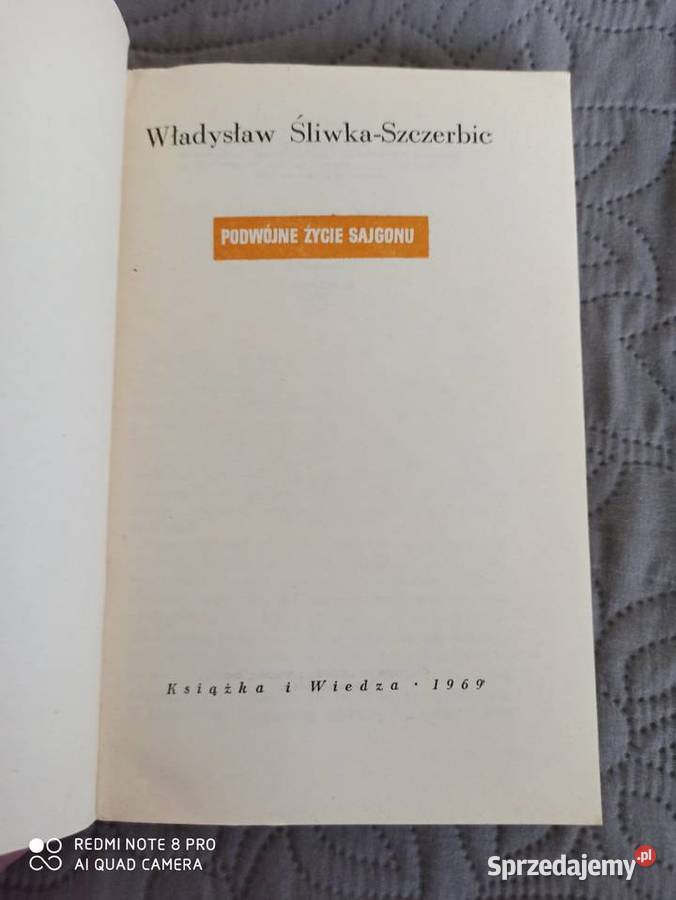 Władysław Śliwka-Szczerbic
PODWÓJNE ŻYCIE SAJGONU
Książka i Wiedza · 1969
REDMI NOTE 8 PRO
AI QUAD CAMERA
Sprzedajemy.pl